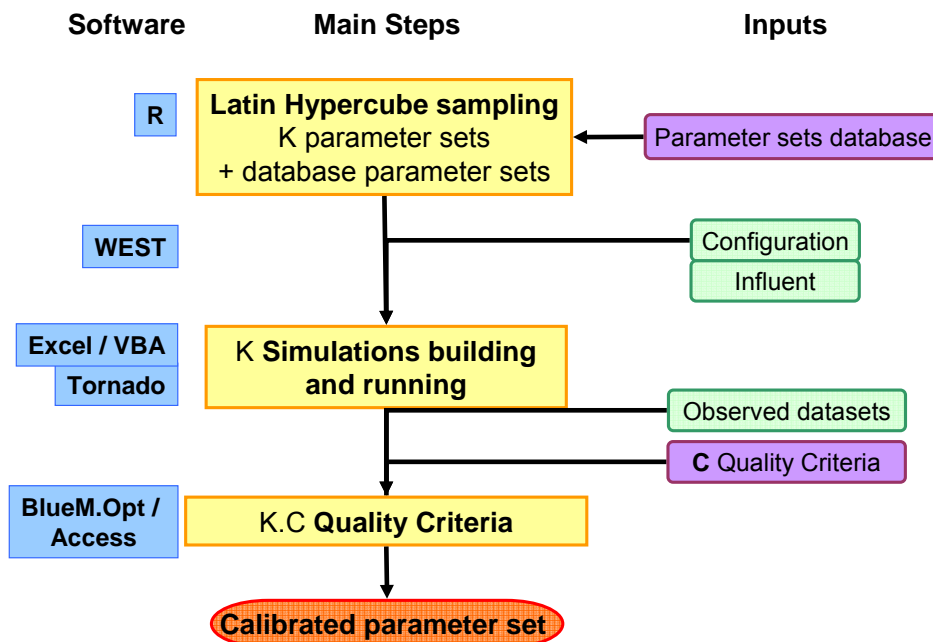 Software Main Steps Inputs
R
Latin Hypercube sampling
K parameter sets
+ database parameter sets
Parameter sets database
WEST
Configuration
Influent
Excel / VBA
Tornado
K Simulations building
and running
Observed datasets
C Quality Criteria
BlueM.Opt /
Access
K.C Quality Criteria
Calibrated parameter set